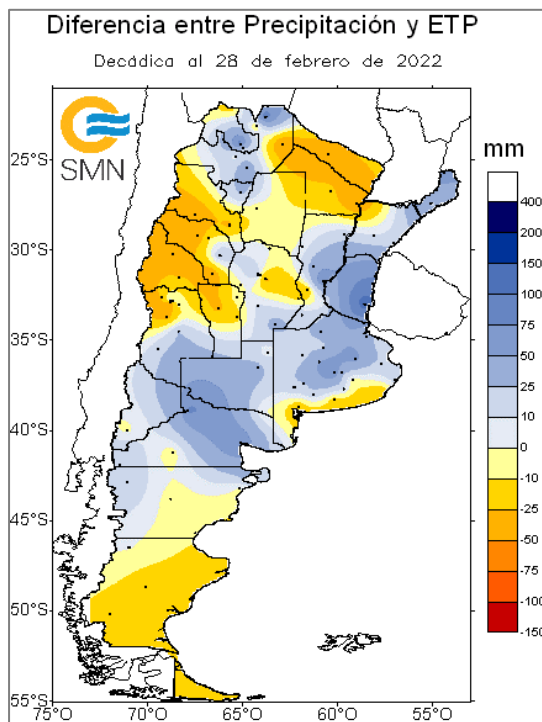 Diferencia entre Precipitación y ETP
Decádica al 28 de febrero de 2022
SMN
mm
400
200
150
100
75
50
25
10
0
-10
-25
-50
-75
-100
-150
25°S
30°S
35°S
40°S
45°S
50°S
55°S
75°O
70°O
65°O
60°O
55°O